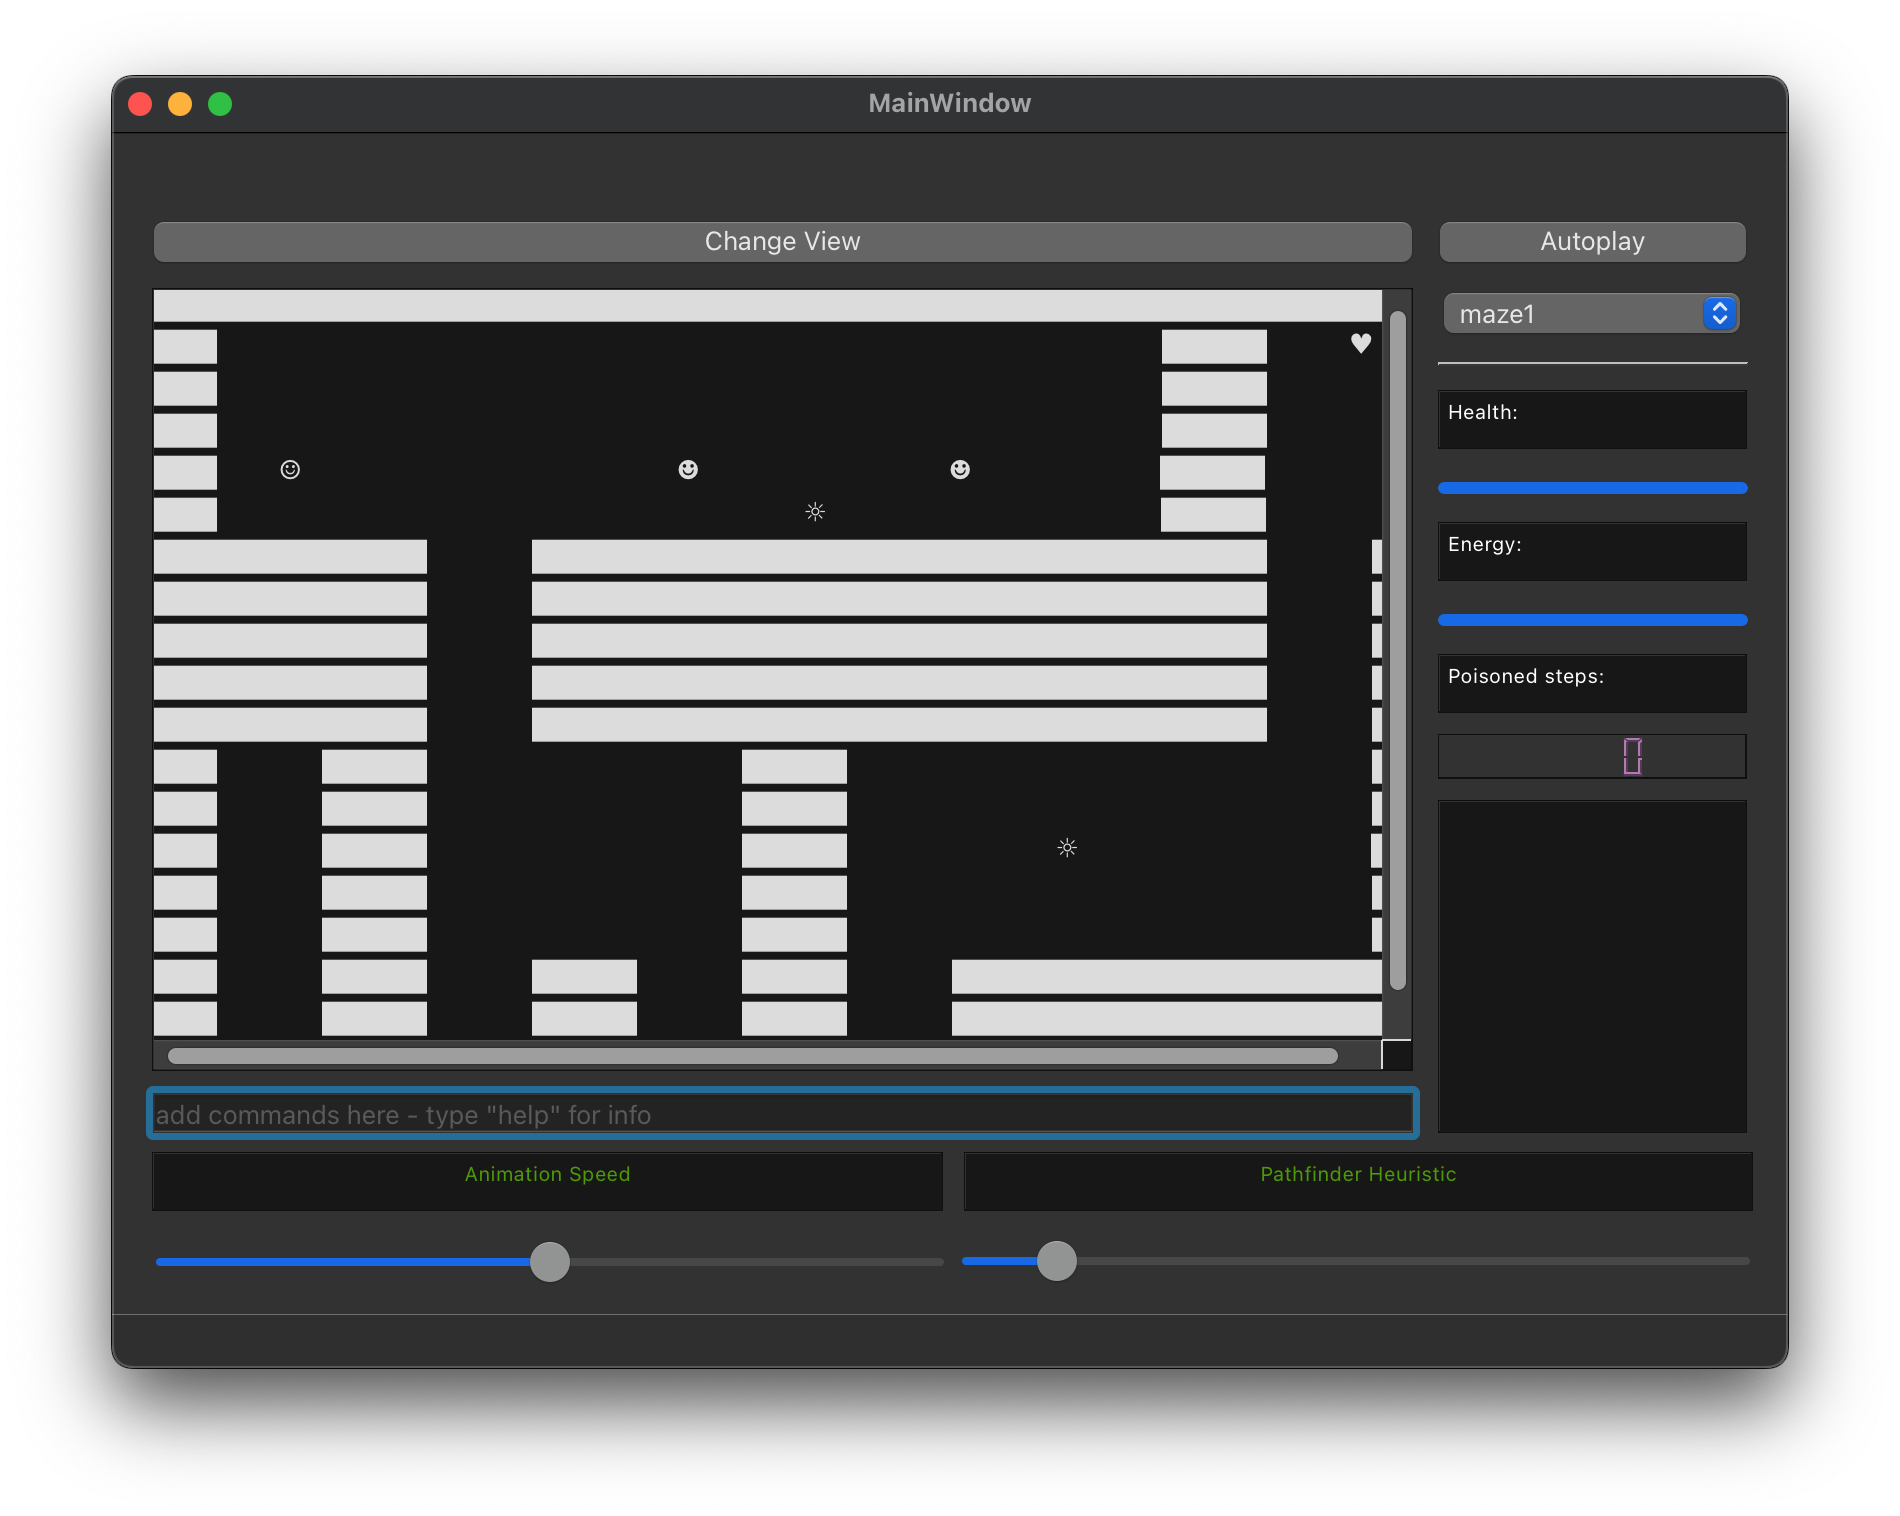 MainWindow
Change View
Autoplay
maze1
Health:
Energy:
Poisoned steps:
0
add commands here - type "help" for info
Animation Speed
Pathfinder Heuristic